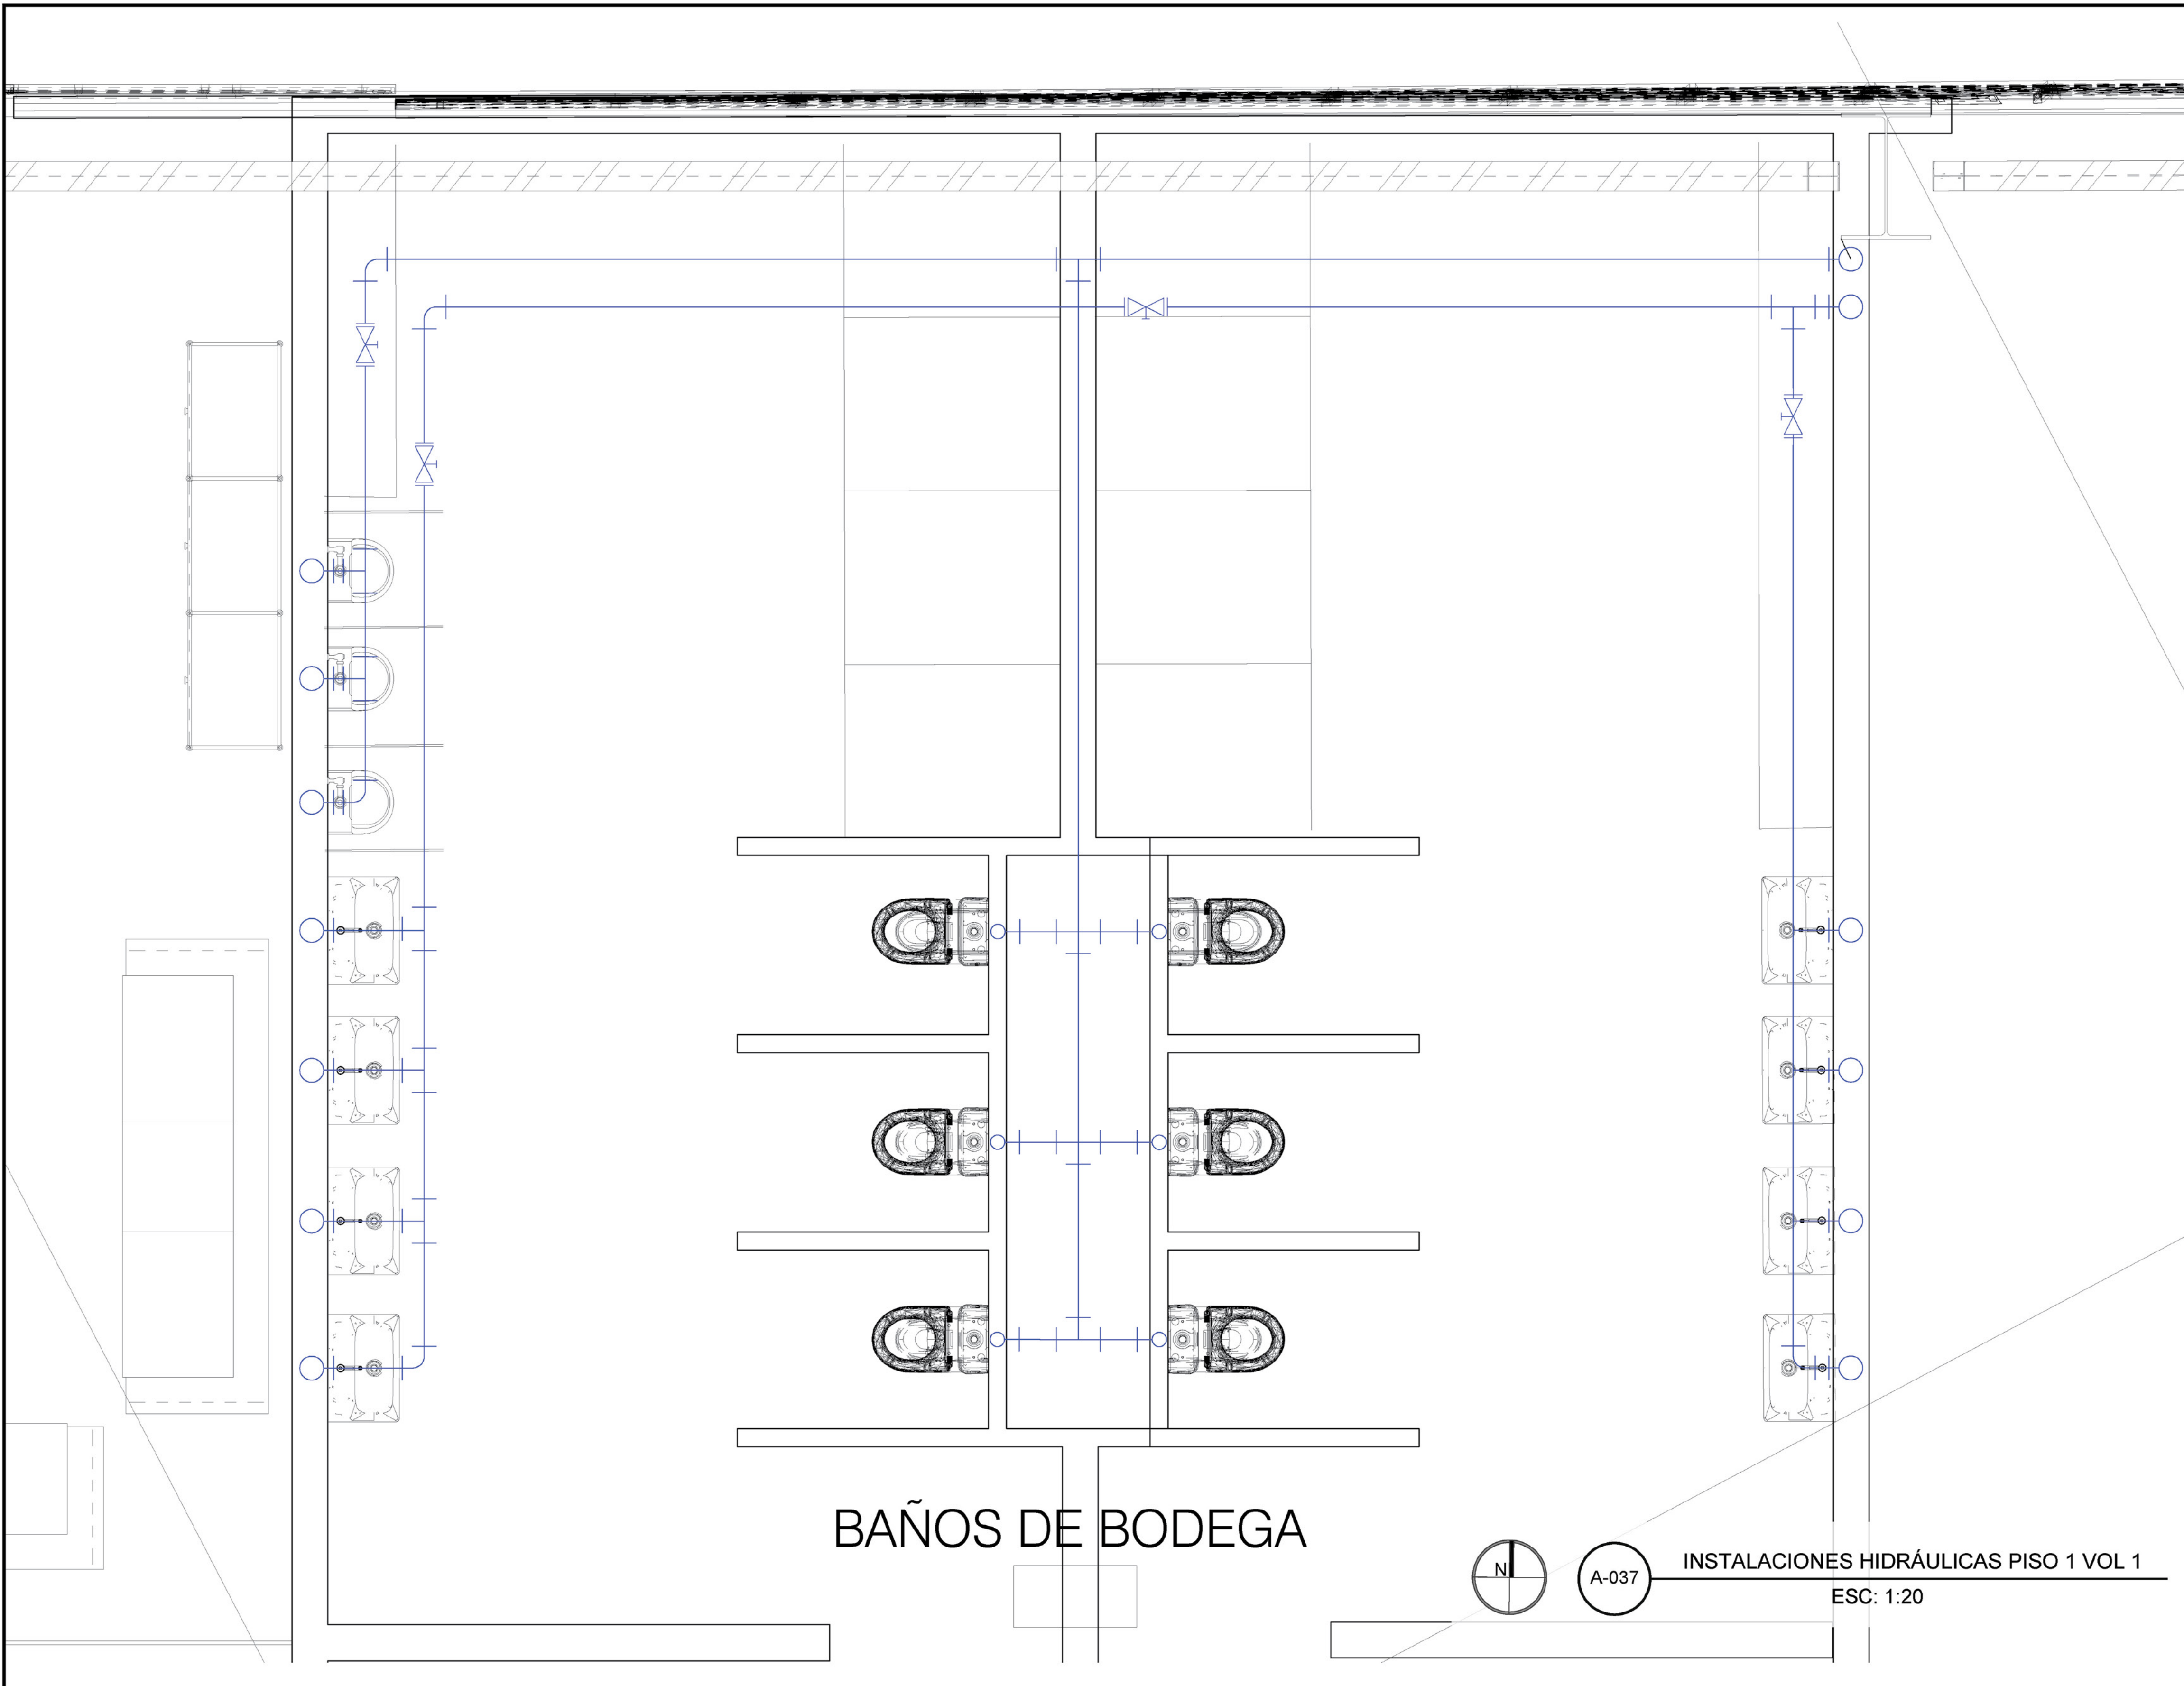 BAÑOS DE BODEGA
N
A-037
INSTALACIONES HIDRÁULICAS PISO 1 VOL 1
ESC: 1:20